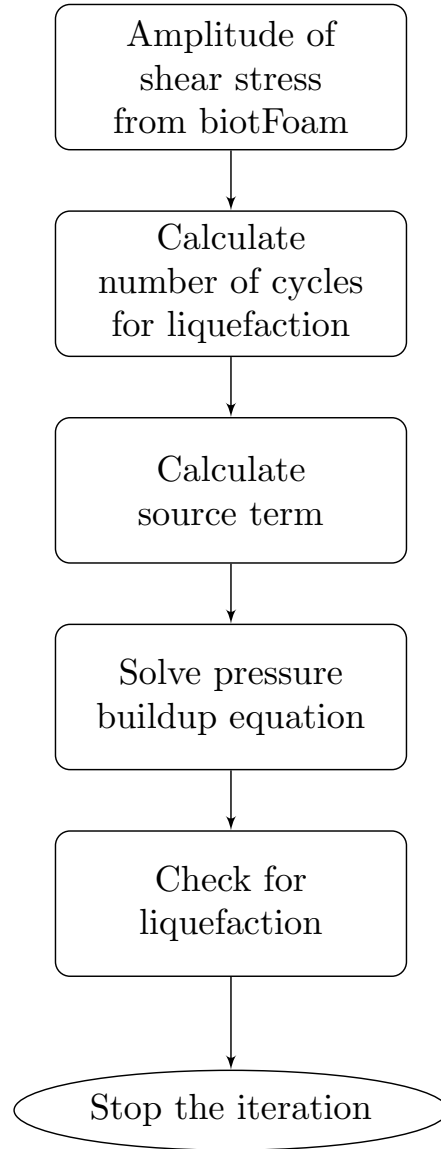 Amplitude of
shear stress
from biotFoam
Calculate
number of cycles
for liquefaction
Calculate
source term
Solve pressure
buildup equation
Check for
liquefaction
Stop the iteration